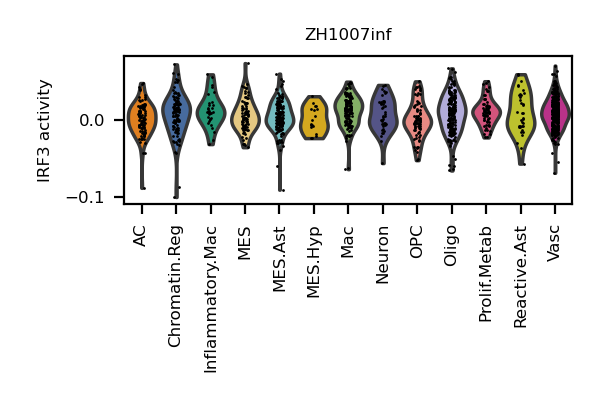 ZH1007inf
IRF3 activity
0.0
−0.1
AC
Chromatin.Reg
Inflammatory.Mac
MES
MES.Ast
MES.Hyp
Mac
Neuron
OPC
Oligo
Prolif.Metab
Reactive.Ast
Vasc